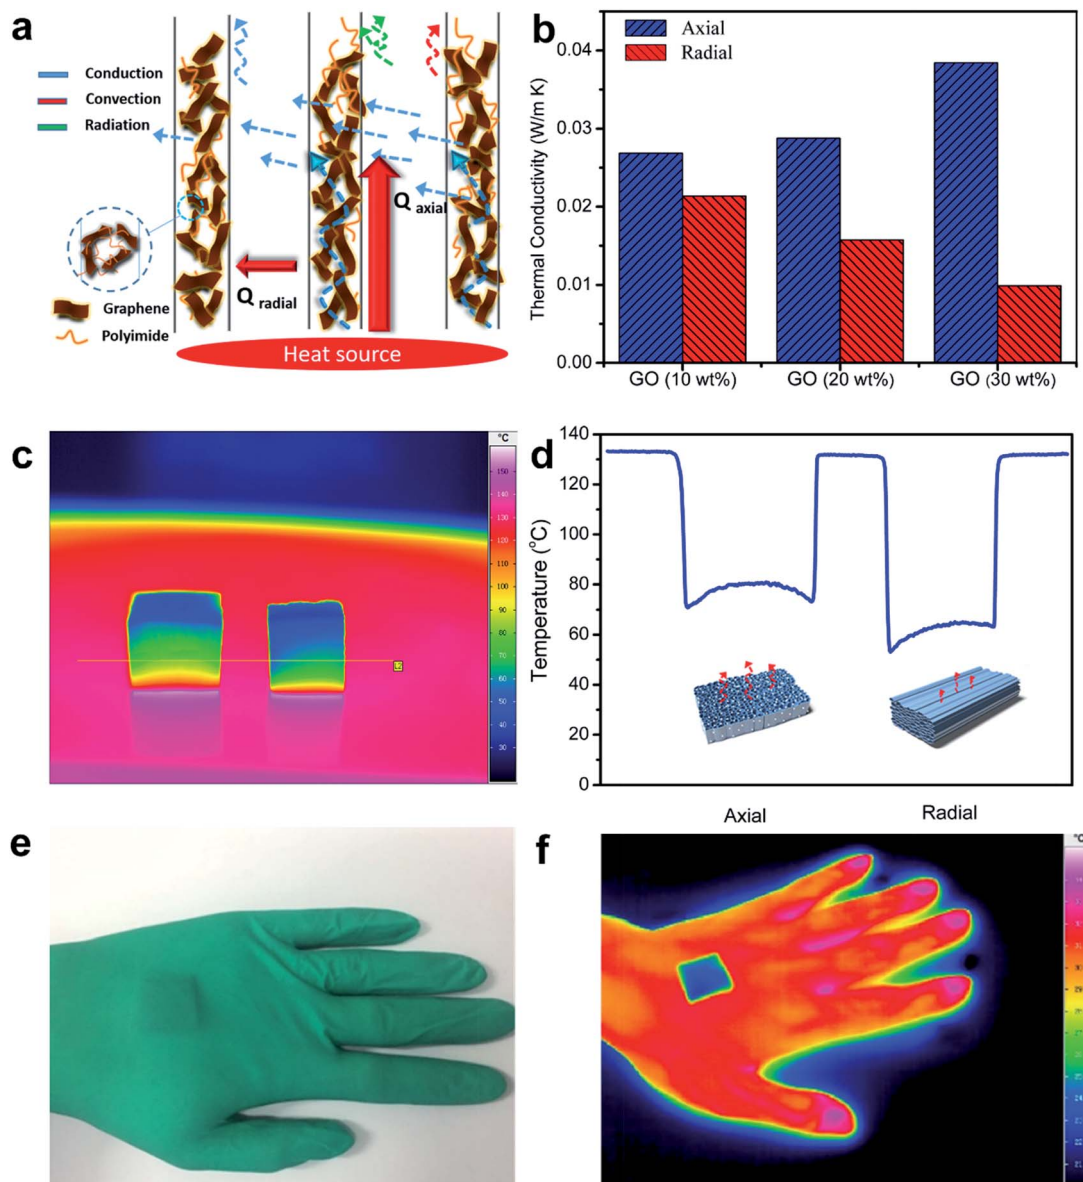 a
Conduction
Convection
Radiation
Q axial
Q radial
Graphene
Polyimide
Heat source
b
Axial
Radial
Thermal Conductivity (W/m K)
0.04
0.03
0.02
0.01
0.00
GO (10 wt%)
GO (20 wt%)
GO (30 wt%)
c
°C
150
140
130
120
110
100
90
80
70
60
50
40
30
d
Temperature (°C)
140
120
100
80
60
40
20
0
Axial
Radial
e
f
°C